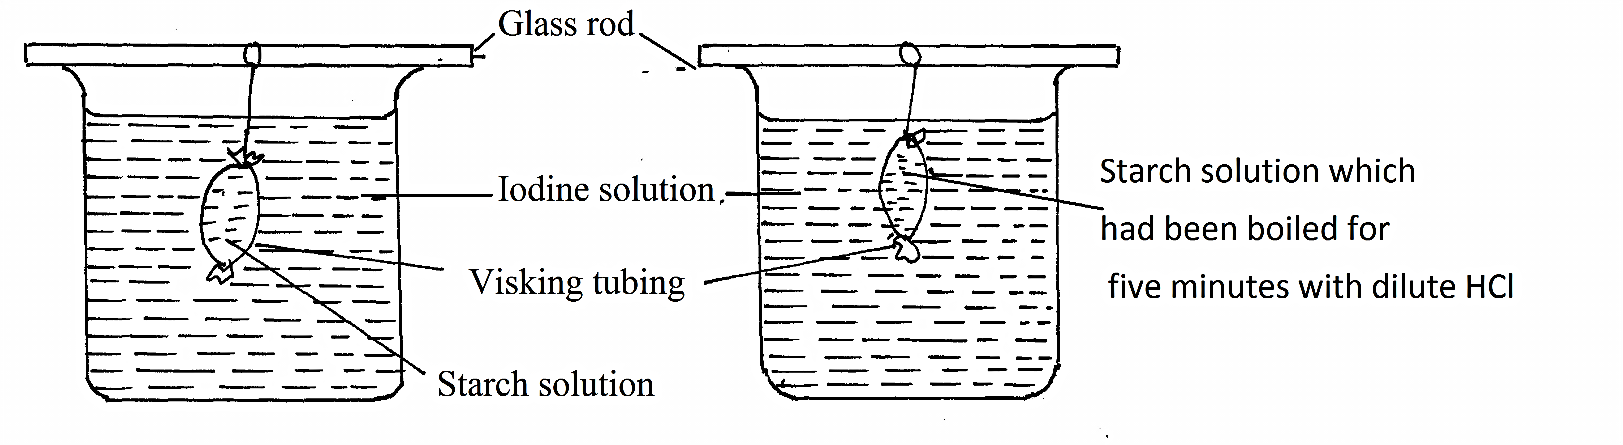 Glass rod
Iodine solution
Starch solution which
had been boiled for
five minutes with dilute HCl
Visking tubing
Starch solution